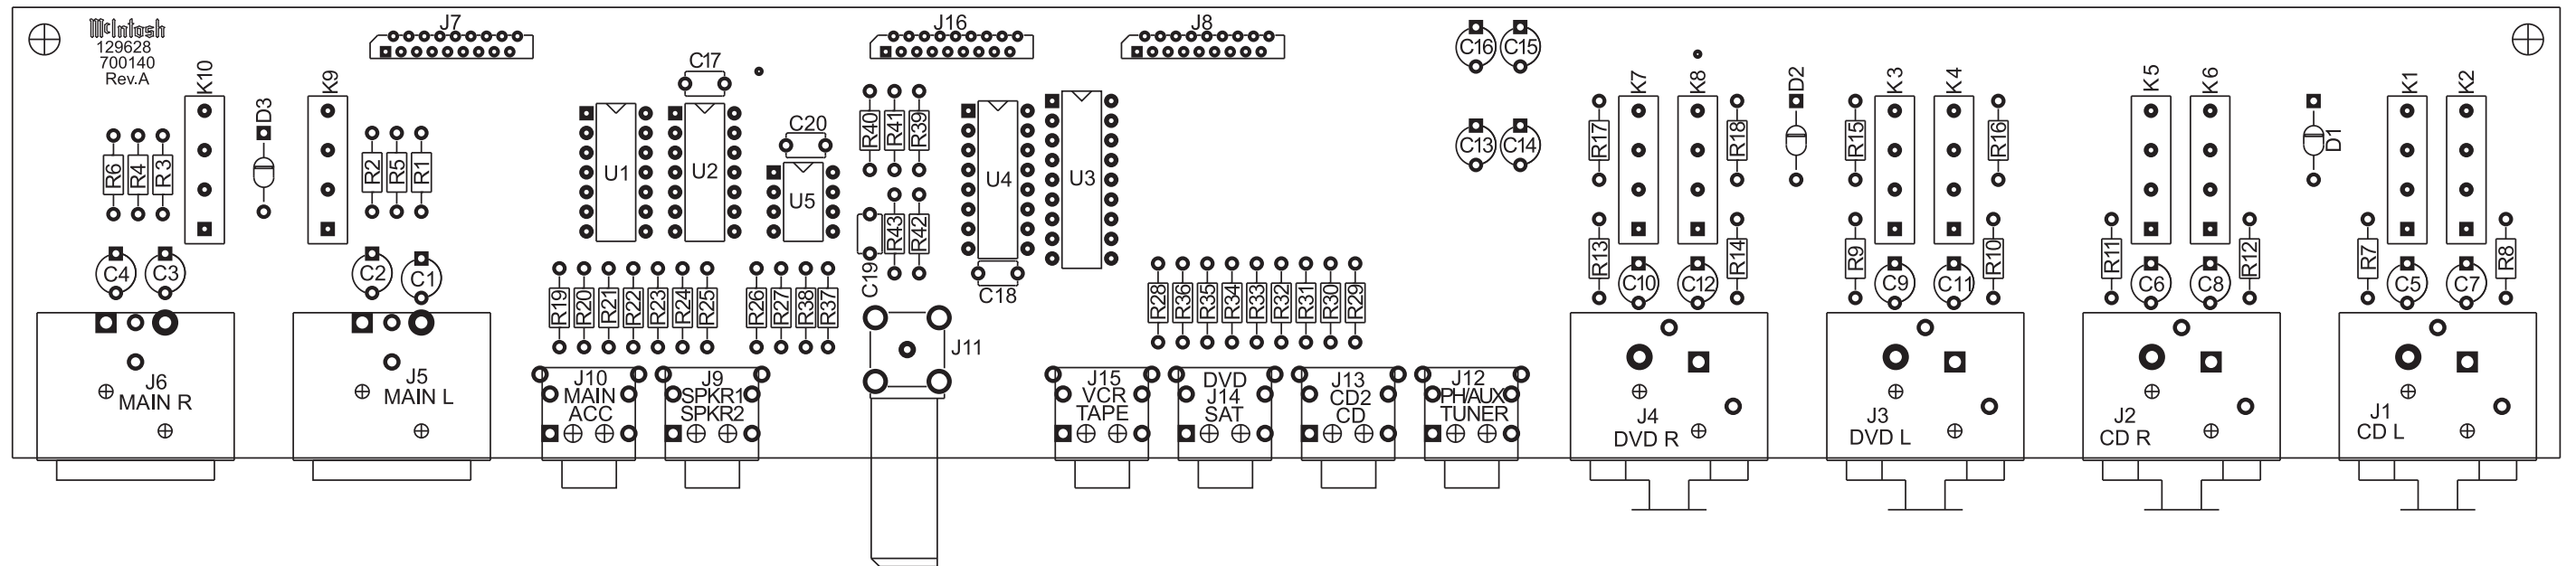 McIntosh
129628
700140
Rev.A
J7
J16
J8
C16
C15
C17
K10
K9
D3
K7
K8
D2
K3
K4
K5
K6
K1
K2
C20
R40
R41
R39
R17
R18
R15
R16
D1
C13
C14
R6
R4
R3
R2
R5
R1
U1
U2
U5
U4
U3
R43
R42
C19
C18
R13
R14
R9
R10
R11
R12
R7
R8
C4
C3
C2
C1
C10
C12
C9
C11
C6
C8
C5
C7
R19
R20
R21
R22
R23
R24
R25
R26
R27
R38
R37
R28
R36
R35
R34
R33
R32
R31
R30
R29
J11
J6
MAIN R
J5
MAIN L
J10
MAIN
ACC
J9
SPKR1
SPKR2
J15
VCR
TAPE
DVD
J14
SAT
J13
CD2
CD
J12
PH/AUX
TUNER
J4
DVD R
J3
DVD L
J2
CD R
J1
CD L